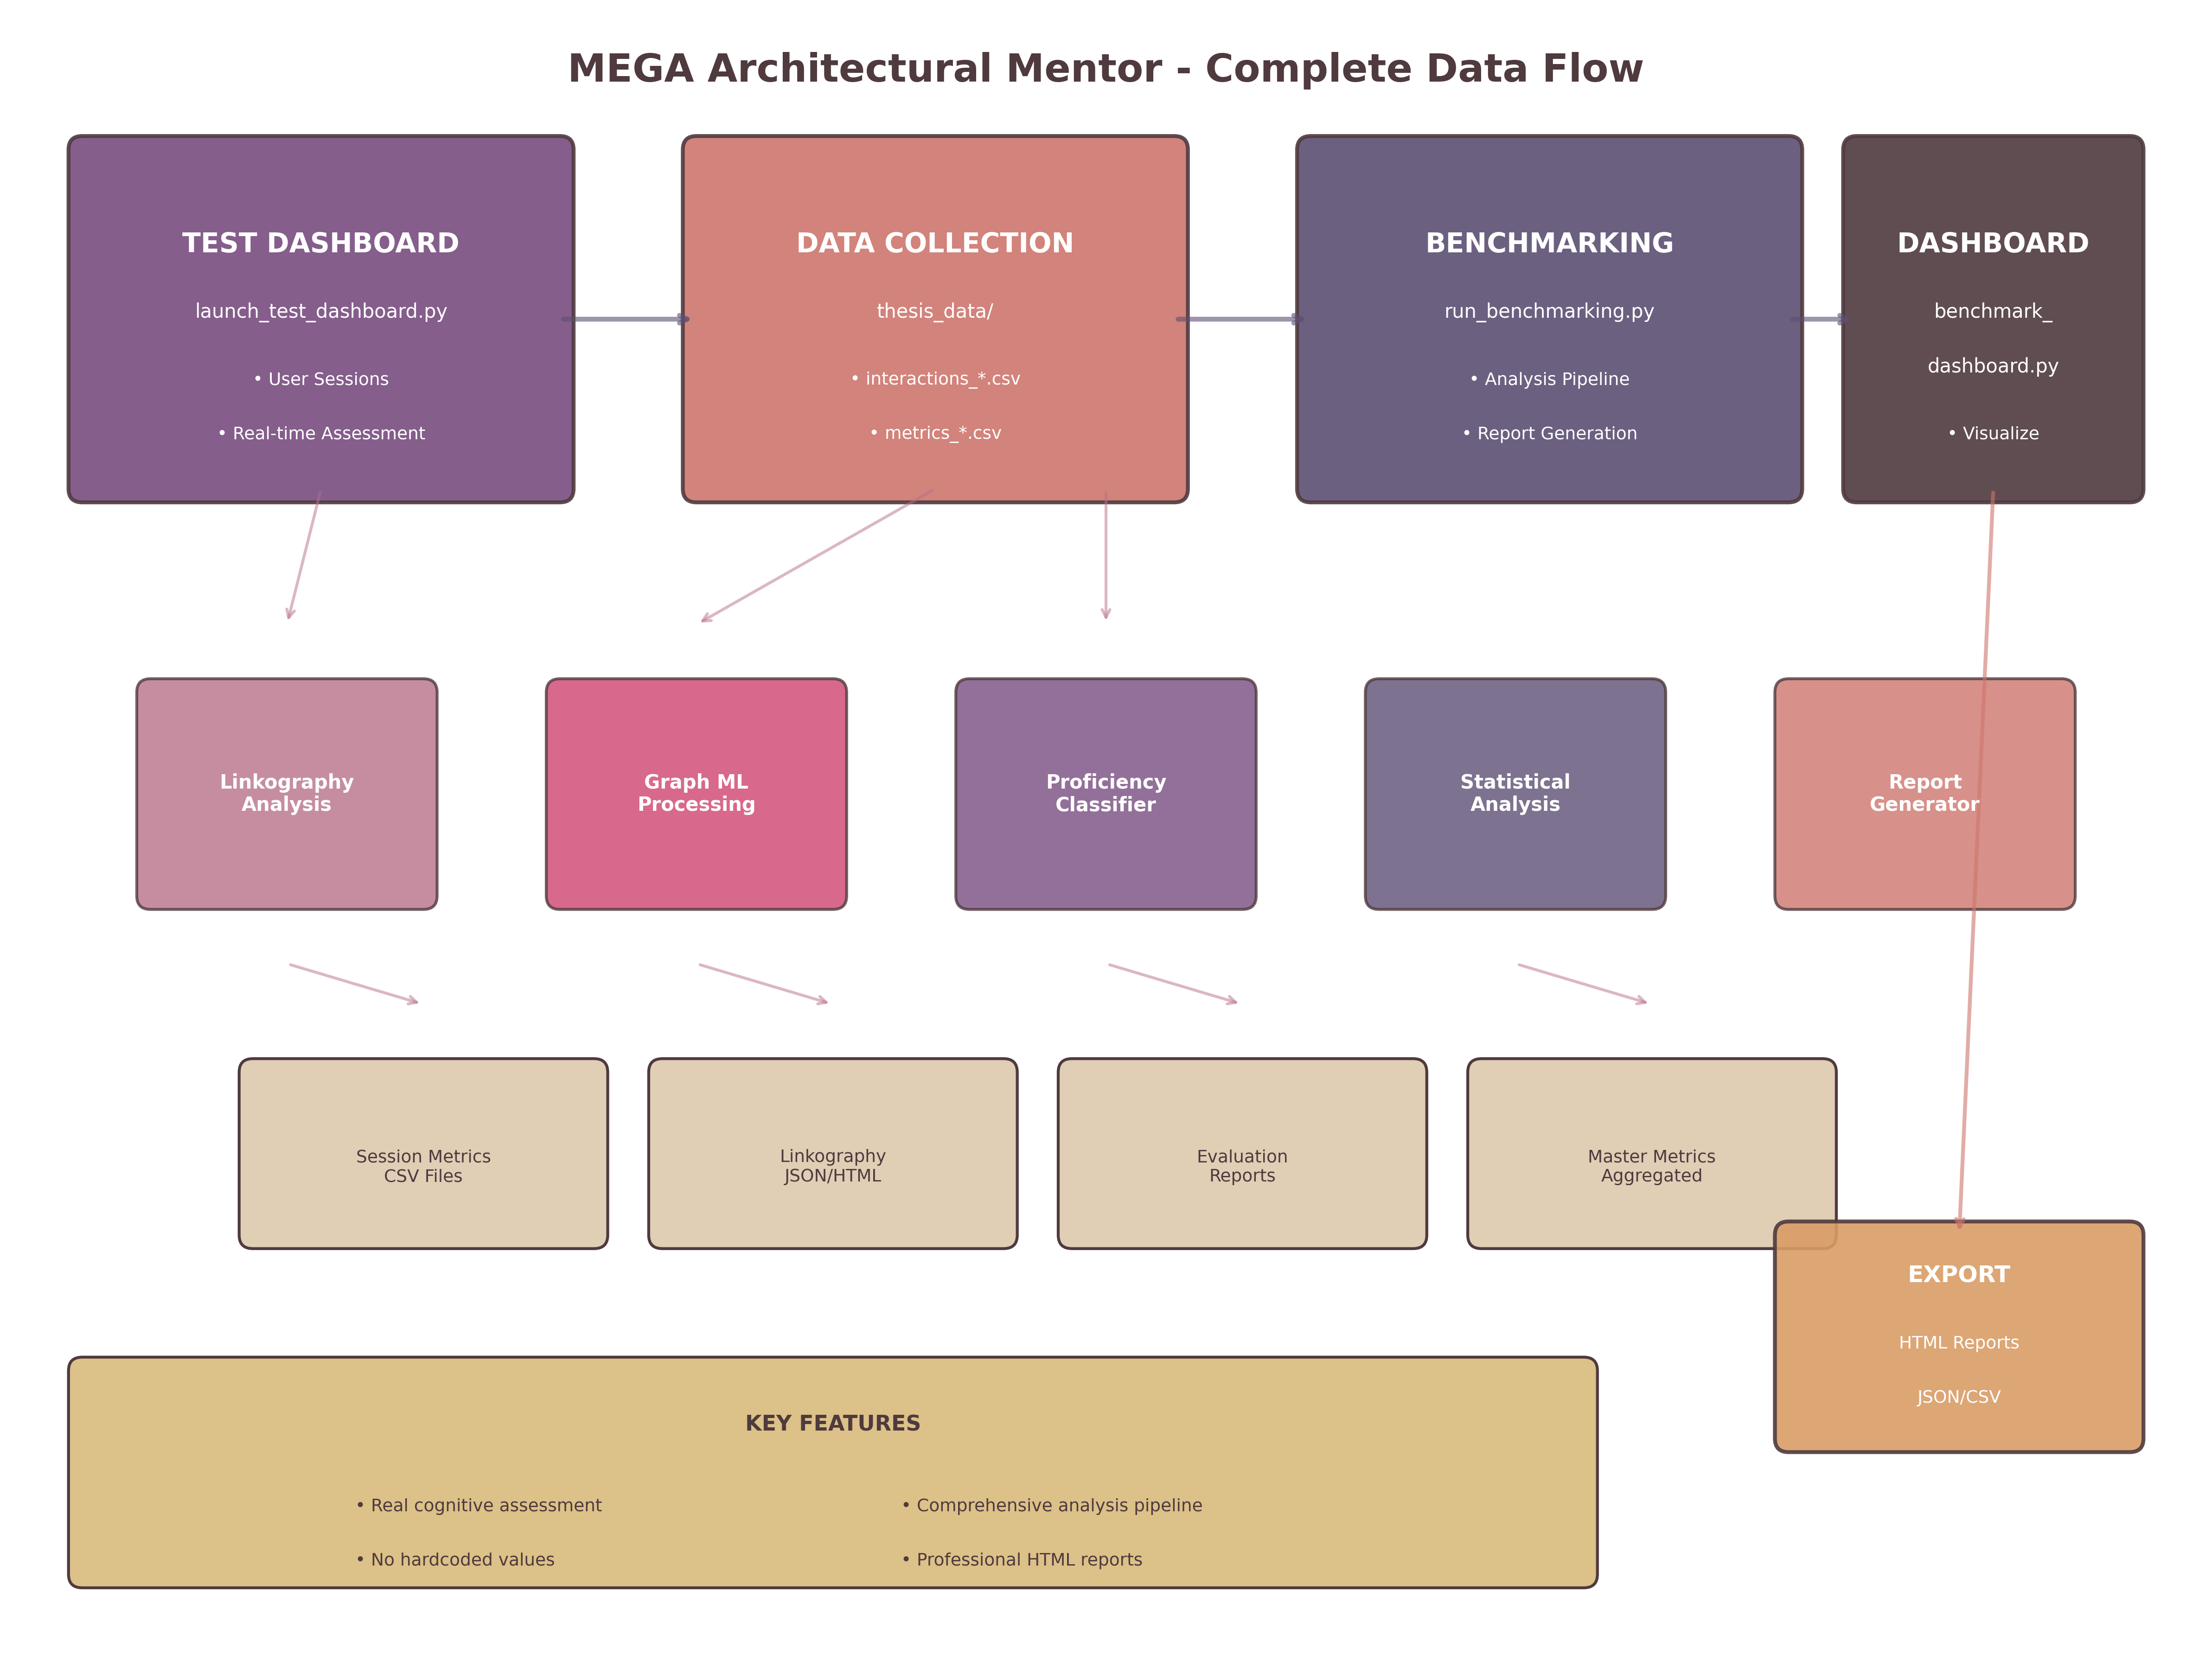 MEGA Architectural Mentor - Complete Data Flow
TEST DASHBOARD
launch_test_dashboard.py
• User Sessions
• Real-time Assessment
DATA COLLECTION
thesis_data/
• interactions_*.csv
• metrics_*.csv
BENCHMARKING
run_benchmarking.py
• Analysis Pipeline
• Report Generation
DASHBOARD
benchmark_
dashboard.py
• Visualize
Linkography
Analysis
Graph ML
Processing
Proficiency
Classifier
Statistical
Analysis
Report
Generator
Session Metrics
CSV Files
Linkography
JSON/HTML
Evaluation
Reports
Master Metrics
Aggregated
EXPORT
HTML Reports
JSON/CSV
KEY FEATURES
• Real cognitive assessment
• No hardcoded values
• Comprehensive analysis pipeline
• Professional HTML reports